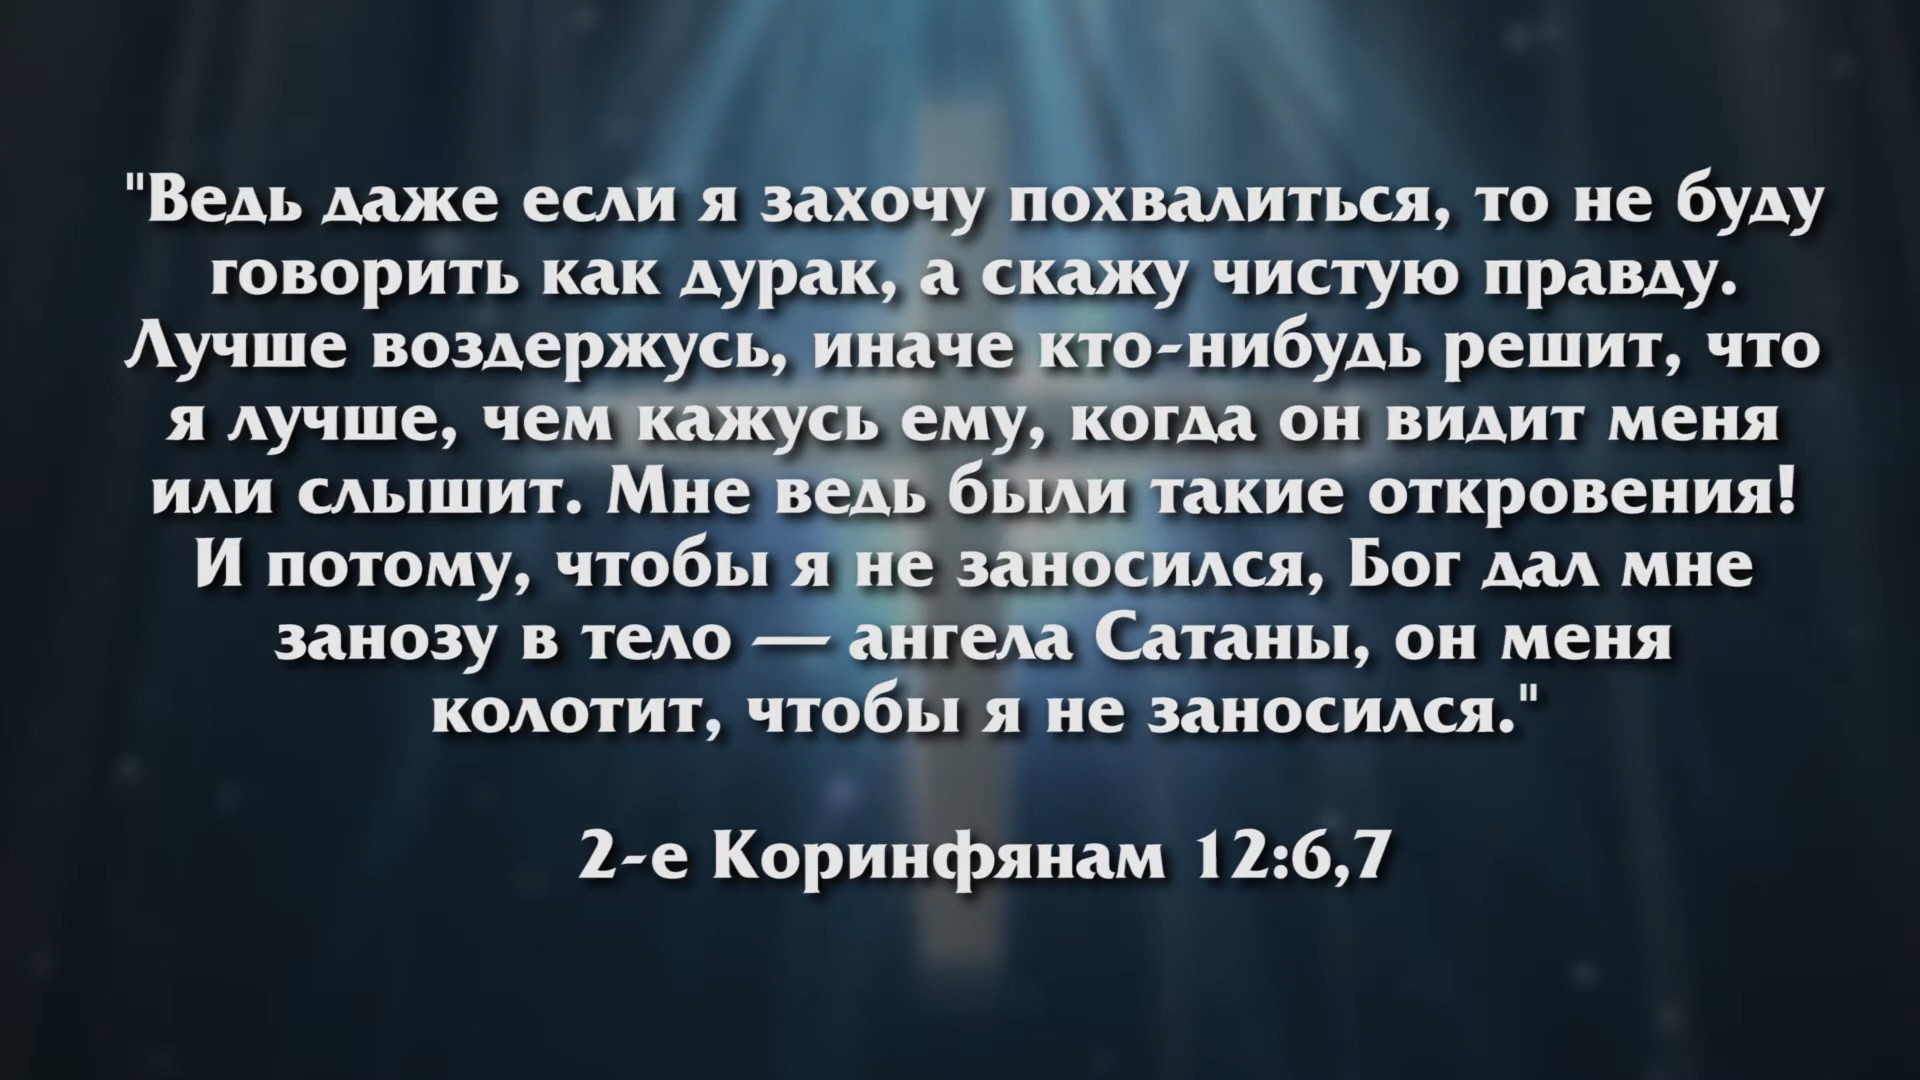 "Ведь даже если я захочу похвалиться, то не буду
говорить как дурак, а скажу чистую правду.
Лучше воздержусь, иначе кто-нибудь решит, что
я лучше, чем кажусь ему, когда он видит меня
или слышит. Мне ведь были такие откровения!
И потому, чтобы я не заносился, Бог дал мне
занозу в тело — ангела Сатаны, он меня
колотит, чтобы я не заносился."
2-е Коринфянам 12:6,7